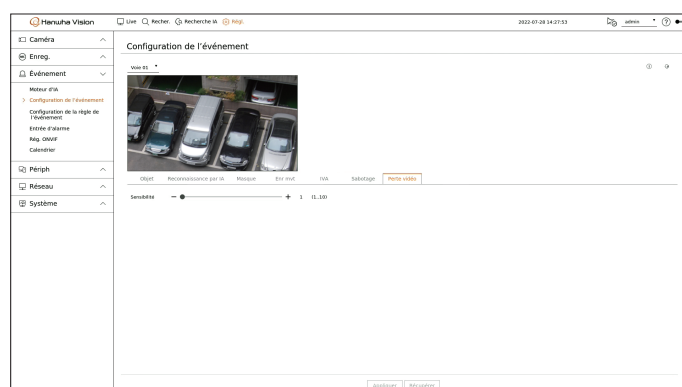 Hanwha Vision
Live Recher. Recherche IA Régl.
2022-07-28 14:27:53
admin
Caméra
Enreg.
Événement
Moteur d'IA
Configuration de l'événement
Configuration de la règle de
l'événement
Entrée d'alarme
Rég. ONVIF
Calendrier
Périph
Réseau
Système
Configuration de l'événement
Voie 01
Objet Reconnaissance par IA Masque Enr mvt IVA Sabotage Perte vidéo
Sensibilité 1 (1..10)
Appliquer Récupérer